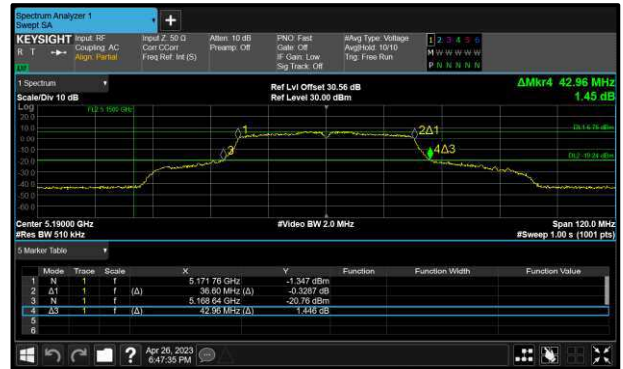 Spectrum Analyzer 1
Swept SA
+
KEYSIGHT Input: RF Input Z: 50 Ω Atten: 10 dB PNO: Fast #Avg Type: Voltage 1 2 3 4 5 6
R T Coupling: AC Corr CCorr Preamp: Off Gate: Off Avg|Hold: 10/10 M W W W W W
Align: Partial Freq Ref: Int (S) IF Gain: Low Trig: Free Run
Sig Track: Off P N N N N N
1 Spectrum
Ref Lvl Offset 30.56 dB ΔMkr4 42.96 MHz
Scale/Div 10 dB Ref Level 30.00 dBm 1.45 dB
Log
20.0
10.0
0.00
-10.0
-20.0
-30.0
-40.0
-50.0
-60.0
1
2Δ1
3
4Δ3
DL1 6.76 dBm
DL2 -19.24 dBm
Center 5.19000 GHz #Video BW 2.0 MHz Span 120.0 MHz
#Res BW 510 kHz #Sweep 1.00 s (1001 pts)
5 Marker Table
Mode Trace Scale X Y Function Function Width Function Value
1 N 1 f 5.171 76 GHz -1.347 dBm
2 Δ1 1 f (Δ) 36.60 MHz (Δ) -0.3287 dB
3 N 1 f 5.168 64 GHz -20.76 dBm
4 Δ3 1 f (Δ) 42.96 MHz (Δ) 1.446 dB
5
6
? Apr 26, 2023
6:47:35 PM